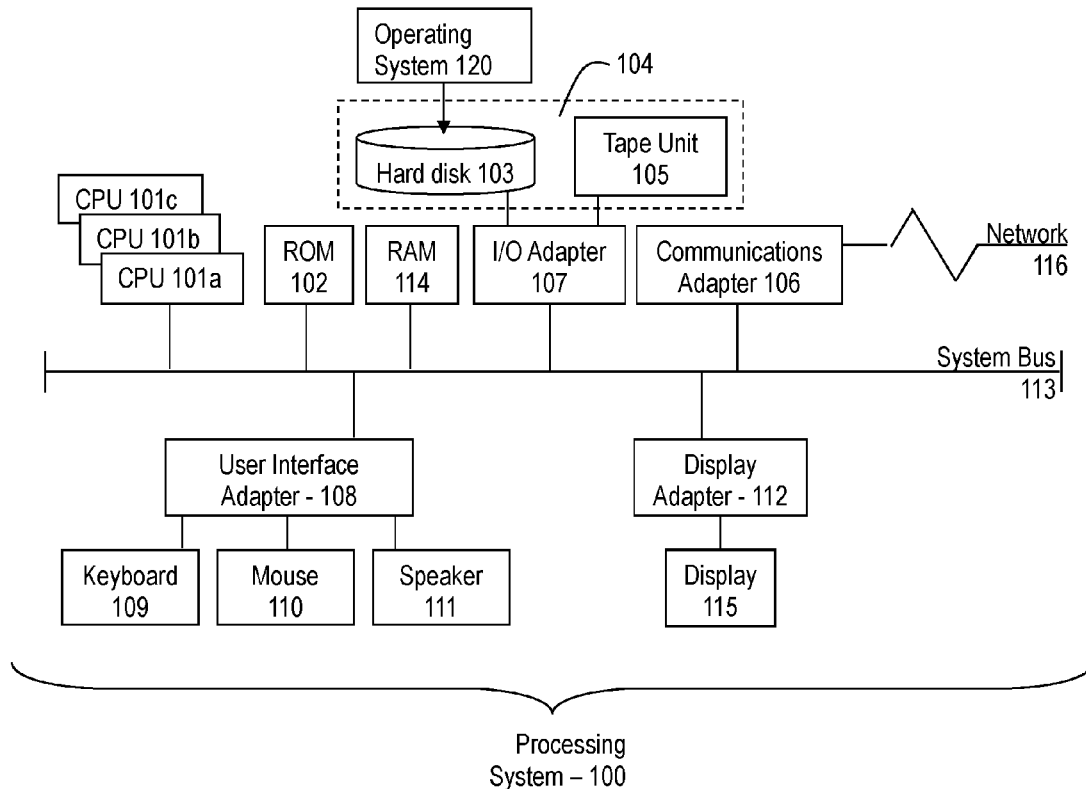 Operating
System 120
104
Hard disk 103
Tape Unit
105
CPU 101c
CPU 101b
CPU 101a
ROM
102
RAM
114
I/O Adapter
107
Communications
Adapter 106
Network
116
System Bus
113
User Interface
Adapter - 108
Display
Adapter - 112
Keyboard
109
Mouse
110
Speaker
111
Display
115
Processing
System – 100